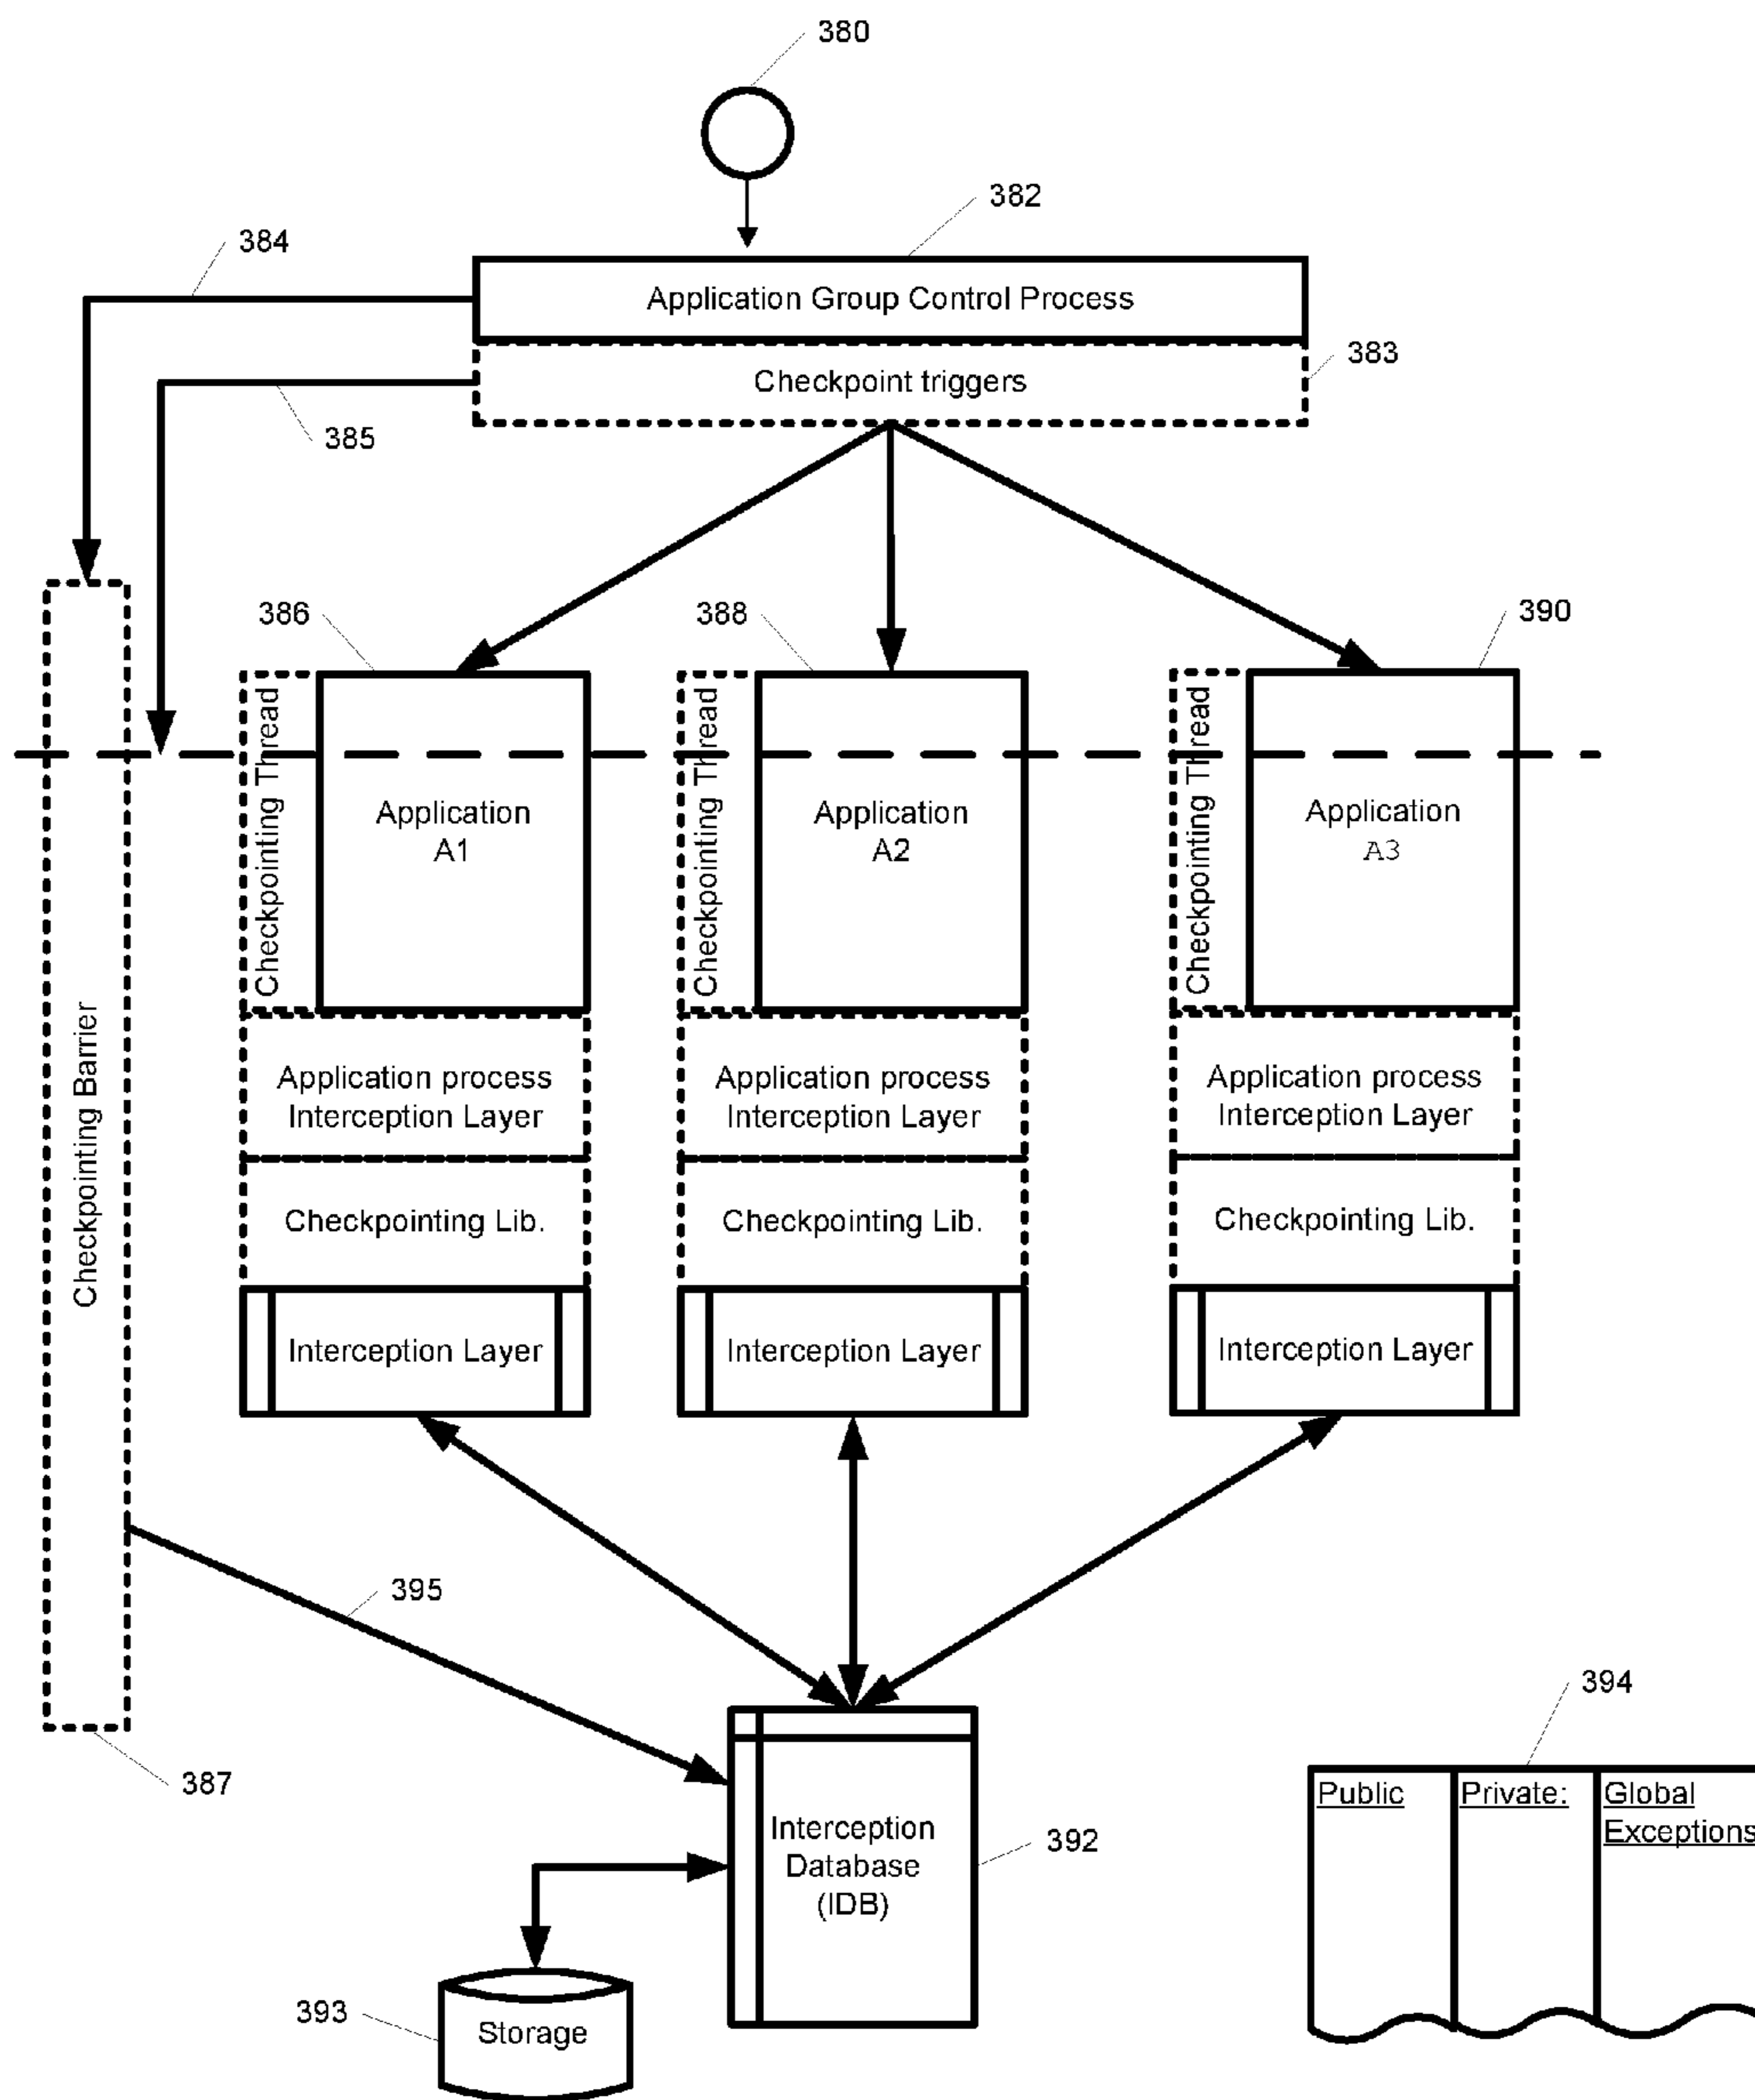 380
382
384
Application Group Control Process
383
Checkpoint triggers
385
386
388
390
Checkpointing Thread
Application
A1
Checkpointing Thread
Application
A2
Checkpointing Thread
Application
A3
Application process
Interception Layer
Application process
Interception Layer
Application process
Interception Layer
Checkpointing Barrier
Checkpointing Lib.
Checkpointing Lib.
Checkpointing Lib.
Interception Layer
Interception Layer
Interception Layer
395
394
387
Public
Private:
Global
Exceptions
Interception
Database
(IDB)
392
393
Storage